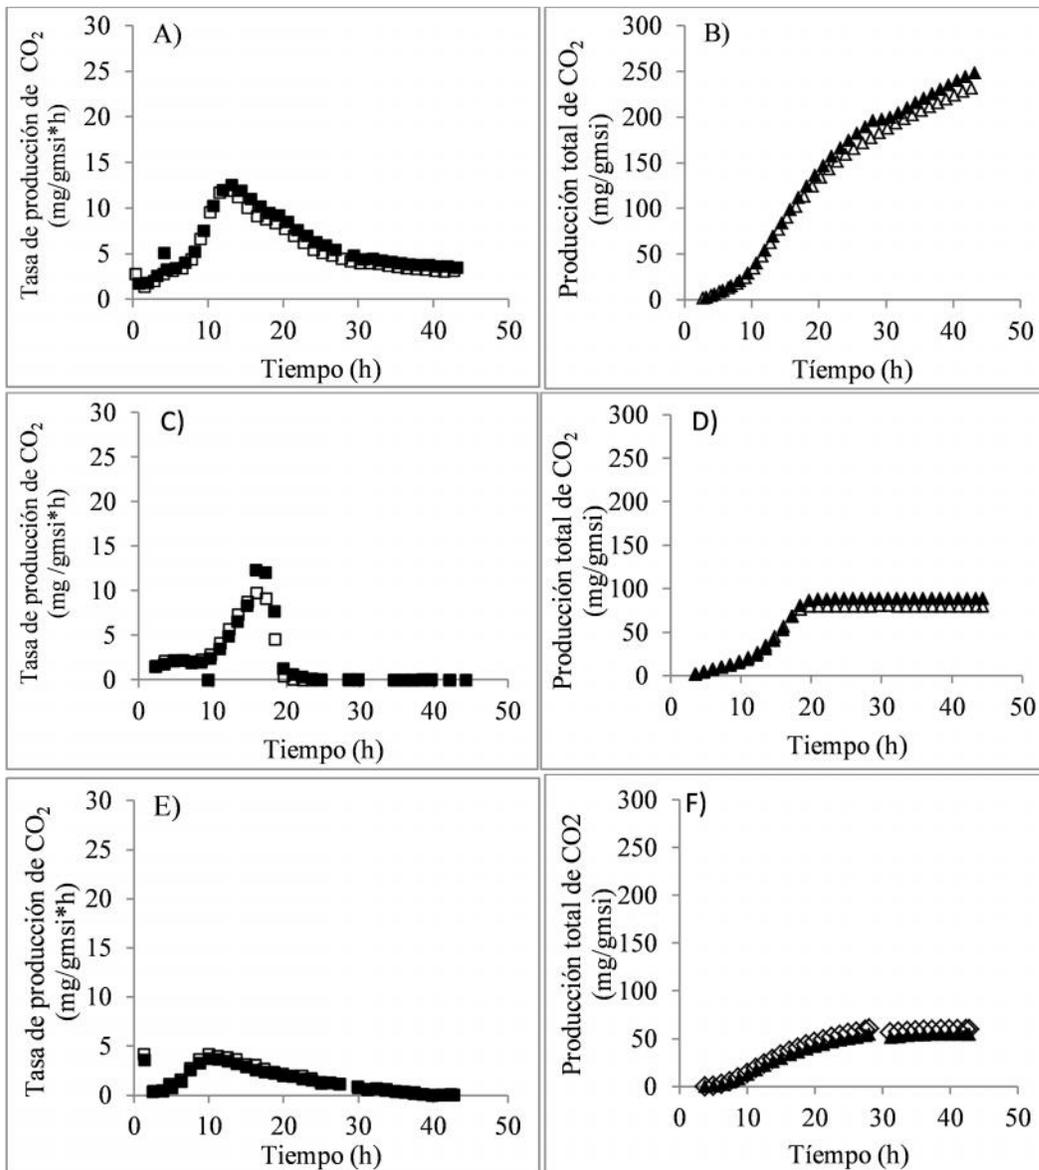 A)
Tasa de producción de CO2
(mg/gmsi*h)
30
25
20
15
10
5
0
0 10 20 30 40 50
Tiempo (h)
B)
Producción total de CO2
(mg/gmsi)
300
250
200
150
100
50
0
0 10 20 30 40 50
Tíempo (h)
C)
Tasa de producción de CO2
(mg /gmsi*h)
30
25
20
15
10
5
0
0 10 20 30 40 50
Tiempo (h)
D)
Producción total de CO2
(mg/gmsi)
300
250
200
150
100
50
0
0 10 20 30 40 50
Tiempo (h)
E)
Tasa de producción de CO2
(mg/gmsi*h)
30
25
20
15
10
5
0
0 10 20 30 40 50
Tiempo (h)
F)
Producción total de CO2
(mg/gmsi)
300
250
200
150
100
50
0
0 10 20 30 40 50
Tíempo (h)